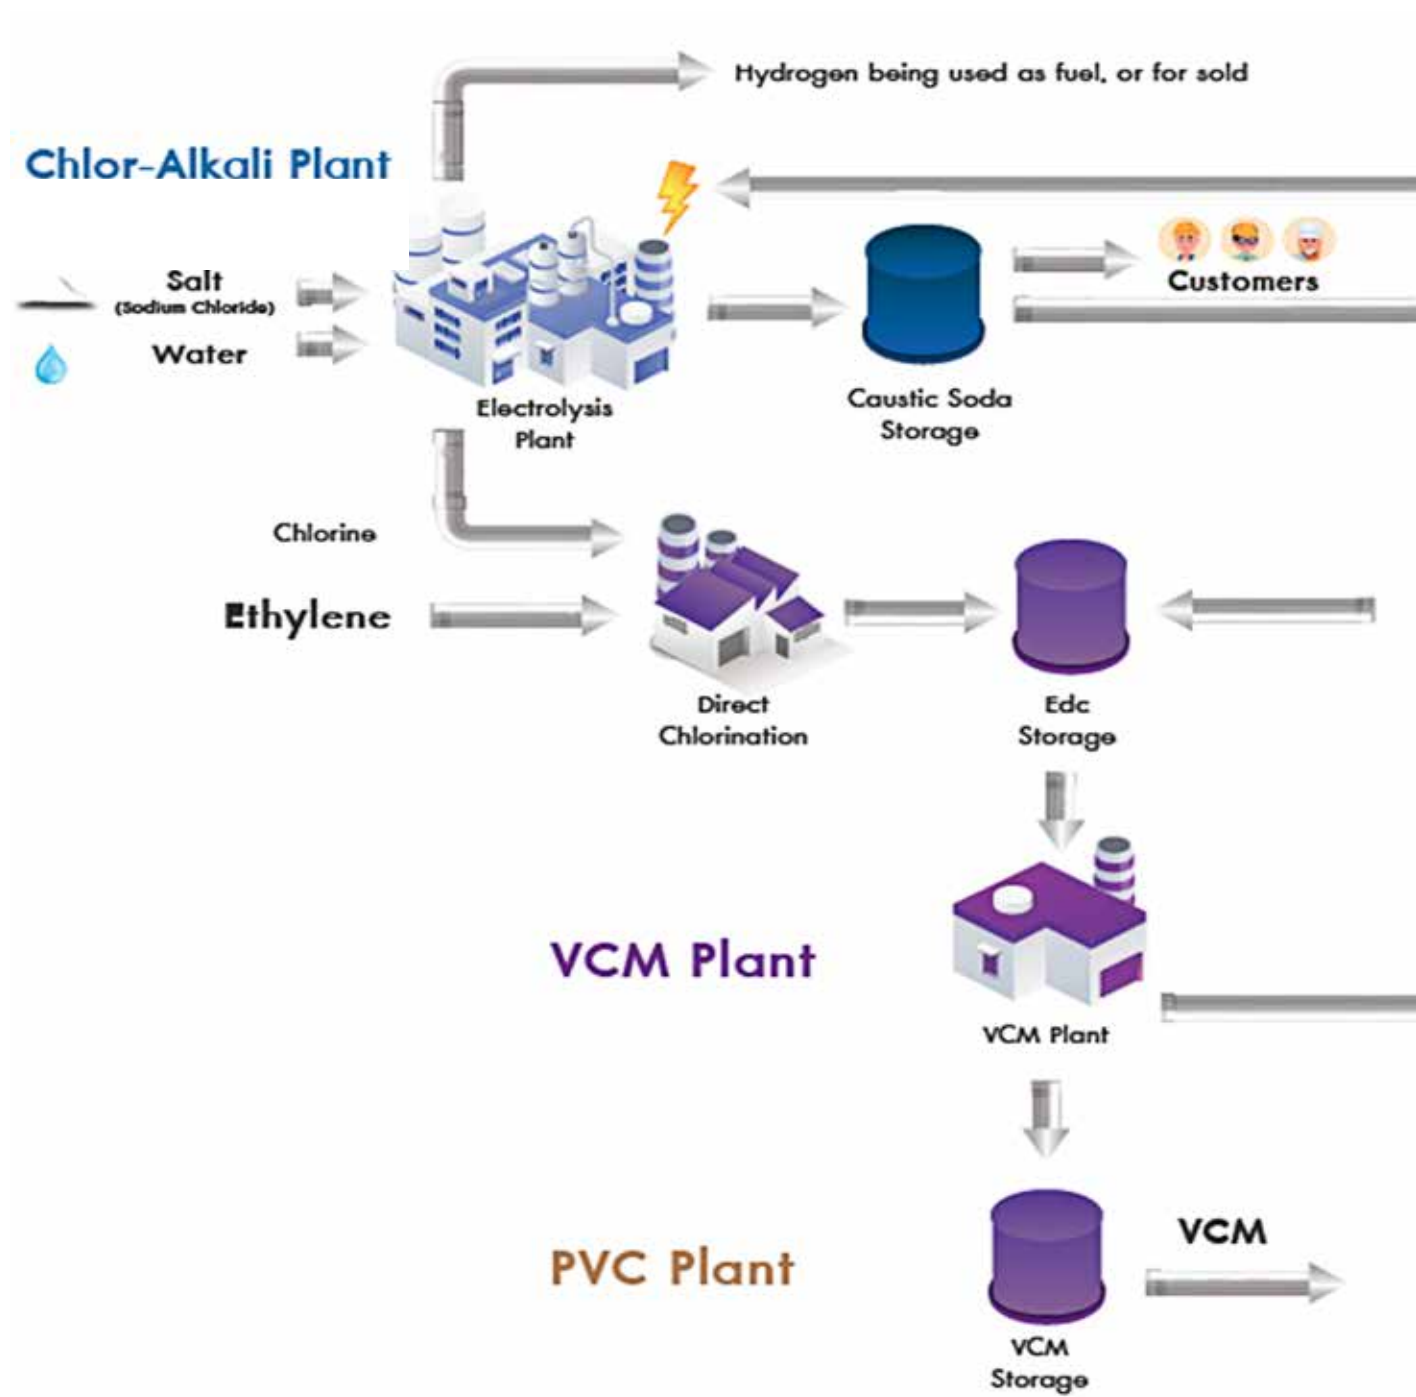 Hydrogen being used as fuel, or for sold
Chlor-Alkali Plant
Salt
(Sodium Chloride)
Water
Customers
Electrolysis
Plant
Caustic Soda
Storage
Chlorine
Ethylene
Direct
Chlorination
Edc
Storage
VCM Plant
VCM Plant
VCM
PVC Plant
VCM
Storage